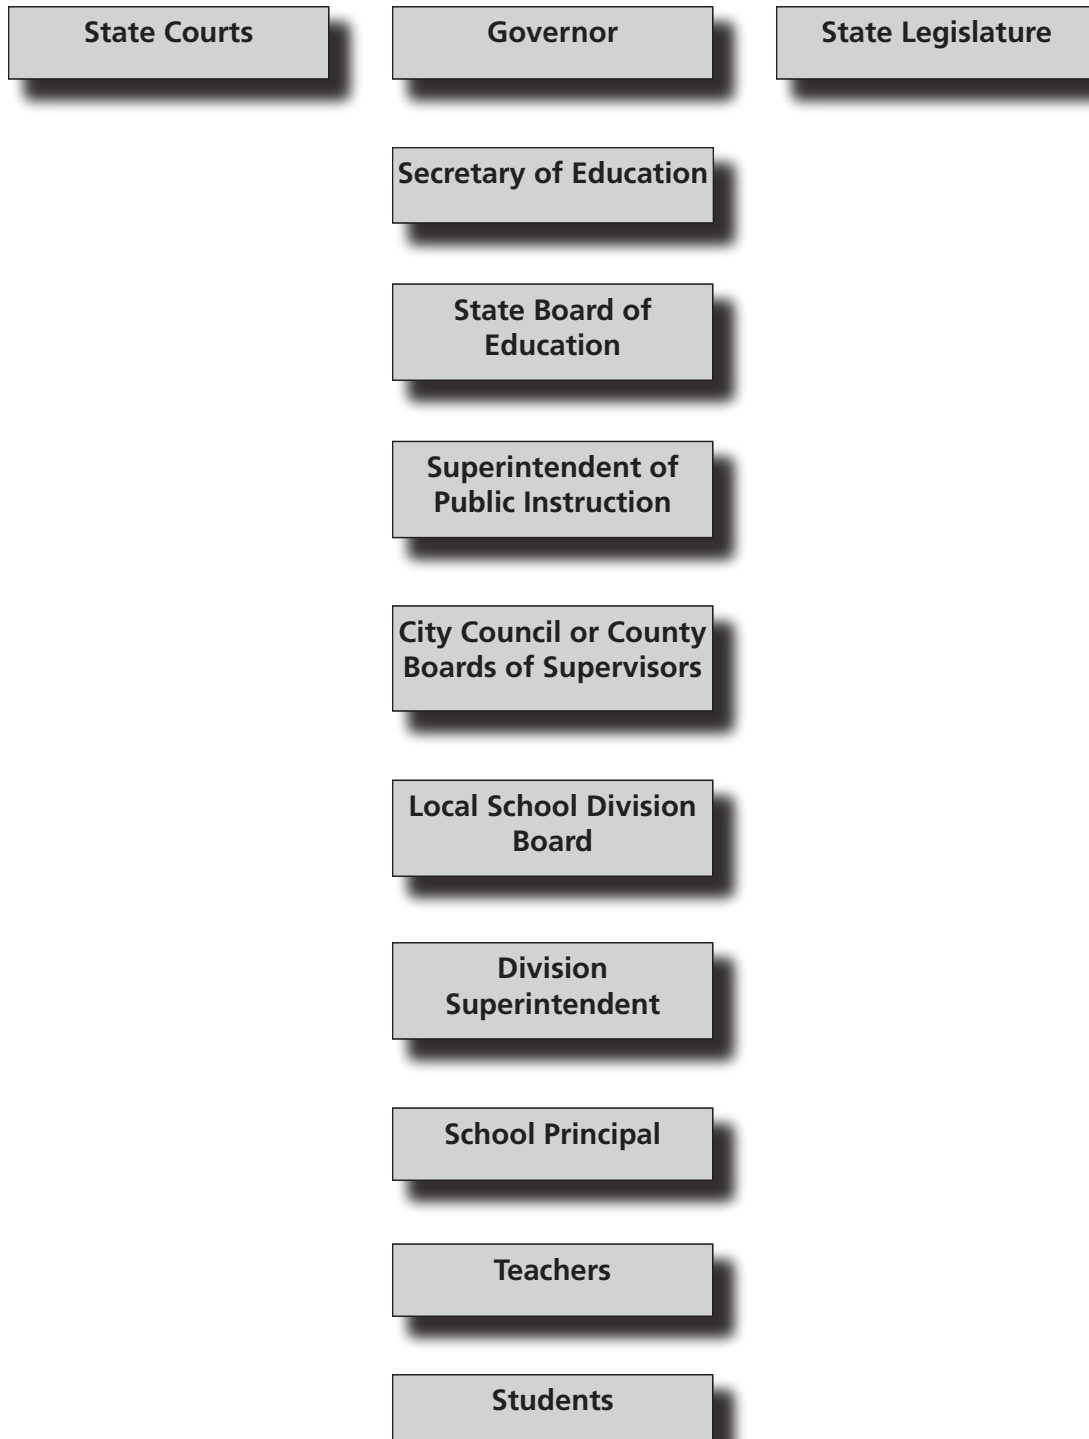 State Courts
Governor
State Legislature
Secretary of Education
State Board of
Education
Superintendent of
Public Instruction
City Council or County
Boards of Supervisors
Local School Division
Board
Division
Superintendent
School Principal
Teachers
Students